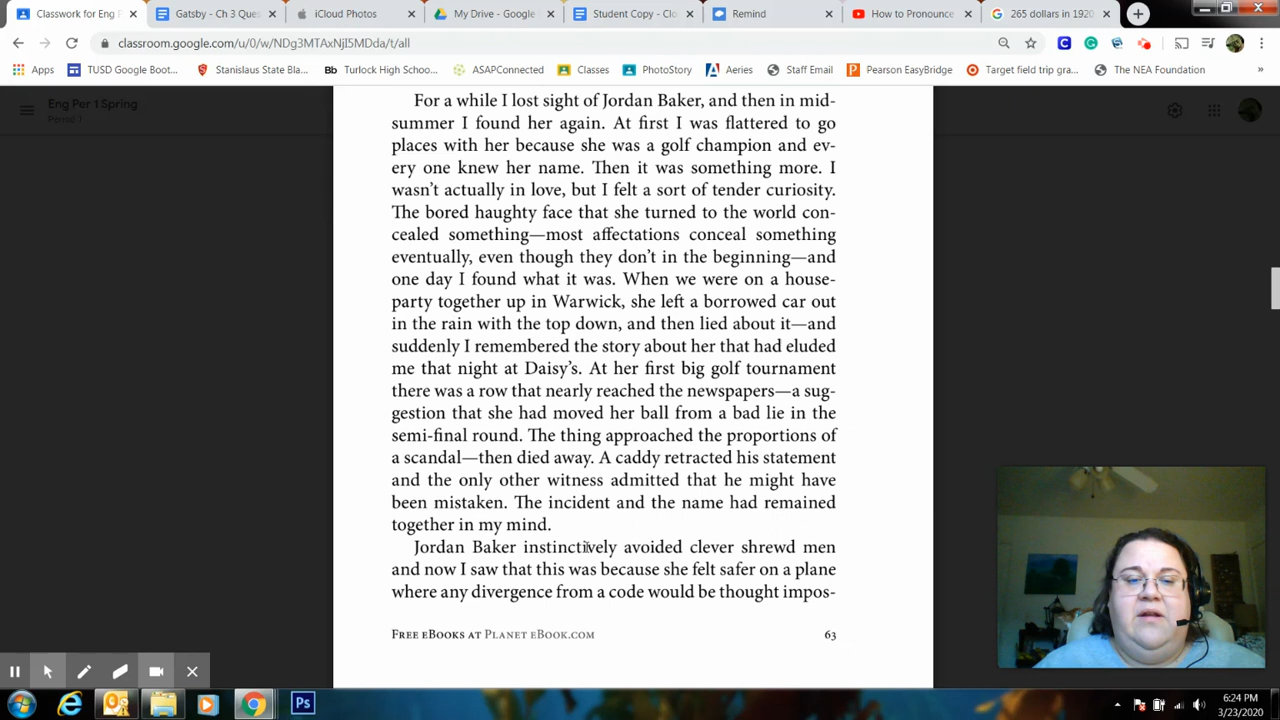 Classwork for Eng F
Gatsby - Ch 3 Ques
iCloud Photos
My Drive - Google
Student Copy - Clo
Remind
How to Pronounce
265 dollars in 1920
classroom.google.com/u/0/w/NDg3MTAxNjI5MDda/t/all
Apps
TUSD Google Boot...
Stanislaus State Bla...
Bb Turlock High Schoo...
ASAPConnected
Classes
PhotoStory
Aeries
Staff Email
Pearson EasyBridge
Target field trip gra...
The NEA Foundation
»
Eng Per 1 Spring
Period 1
For a while I lost sight of Jordan Baker, and then in mid-
summer I found her again. At first I was flattered to go
places with her because she was a golf champion and ev-
ery one knew her name. Then it was something more. I
wasn't actually in love, but I felt a sort of tender curiosity.
The bored haughty face that she turned to the world con-
cealed something—most affectations conceal something
eventually, even though they don't in the beginning—and
one day I found what it was. When we were on a house-
party together up in Warwick, she left a borrowed car out
in the rain with the top down, and then lied about it—and
suddenly I remembered the story about her that had eluded
me that night at Daisy's. At her first big golf tournament
there was a row that nearly reached the newspapers—a sug-
gestion that she had moved her ball from a bad lie in the
semi-final round. The thing approached the proportions of
a scandal—then died away. A caddy retracted his statement
and the only other witness admitted that he might have
been mistaken. The incident and the name had remained
together in my mind.
Jordan Baker instinctively avoided clever shrewd men
and now I saw that this was because she felt safer on a plane
where any divergence from a code would be thought impos-
Free eBooks at Planet eBook.com
63
Ps
6:24 PM
3/23/2020